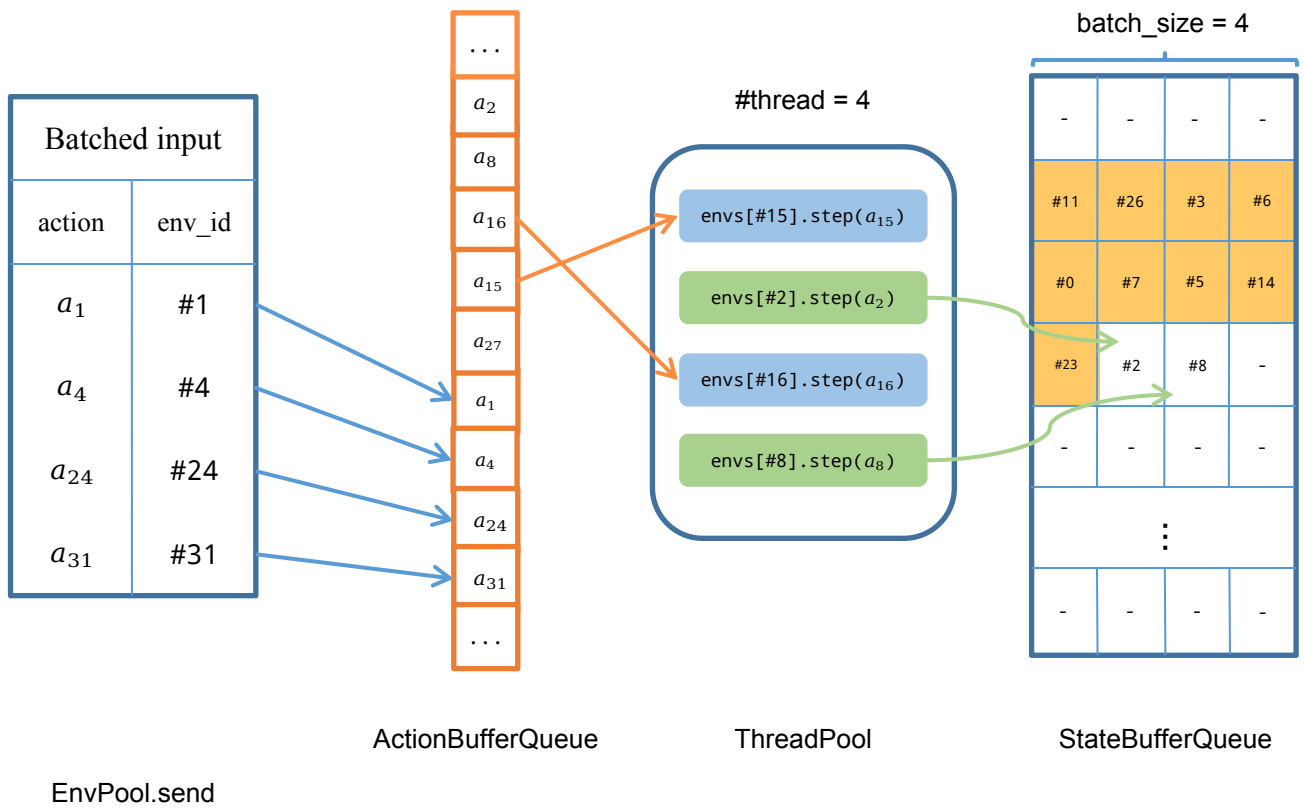 batch_size = 4
#thread = 4
Batched input
action env_id
a₁ #1
a₄ #4
a₂₄ #24
a₃₁ #31
...
a₂
a₈
a₁₆
a₁₅
a₂₇
a₁
a₄
a₂₄
a₃₁
...
envs[#15].step(a₁₅)
envs[#2].step(a₂)
envs[#16].step(a₁₆)
envs[#8].step(a₈)
- - - -
#11 #26 #3 #6
#0 #7 #5 #14
#23 #2 #8 -
- - - -
⋮
- - - -
ActionBufferQueue
ThreadPool
StateBufferQueue
EnvPool.send